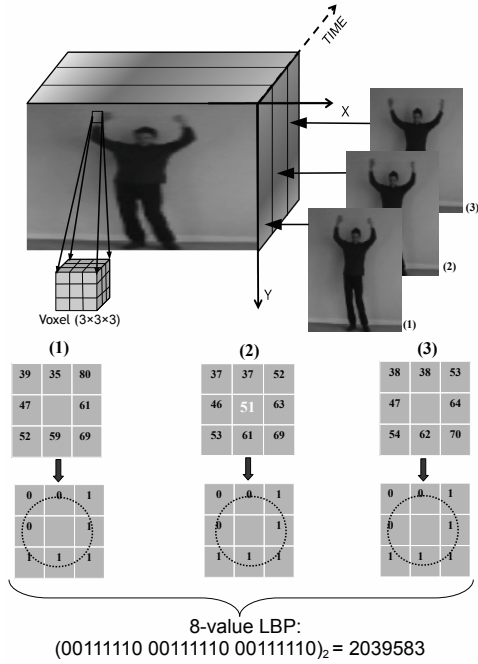 TIME
X
(3)
(2)
Y
Voxel (3×3×3)
(1)
(1) (2) (3)
39 35 80 37 37 52 38 38 53
47 61 46 51 63 47 64
52 59 69 53 61 69 54 62 70
0 0 1 0 0 1 0 0 1
0 1 0 1 0 1
1 1 1 1 1 1 1 1 1
8-value LBP:
(00111110 00111110 00111110)₂ = 2039583